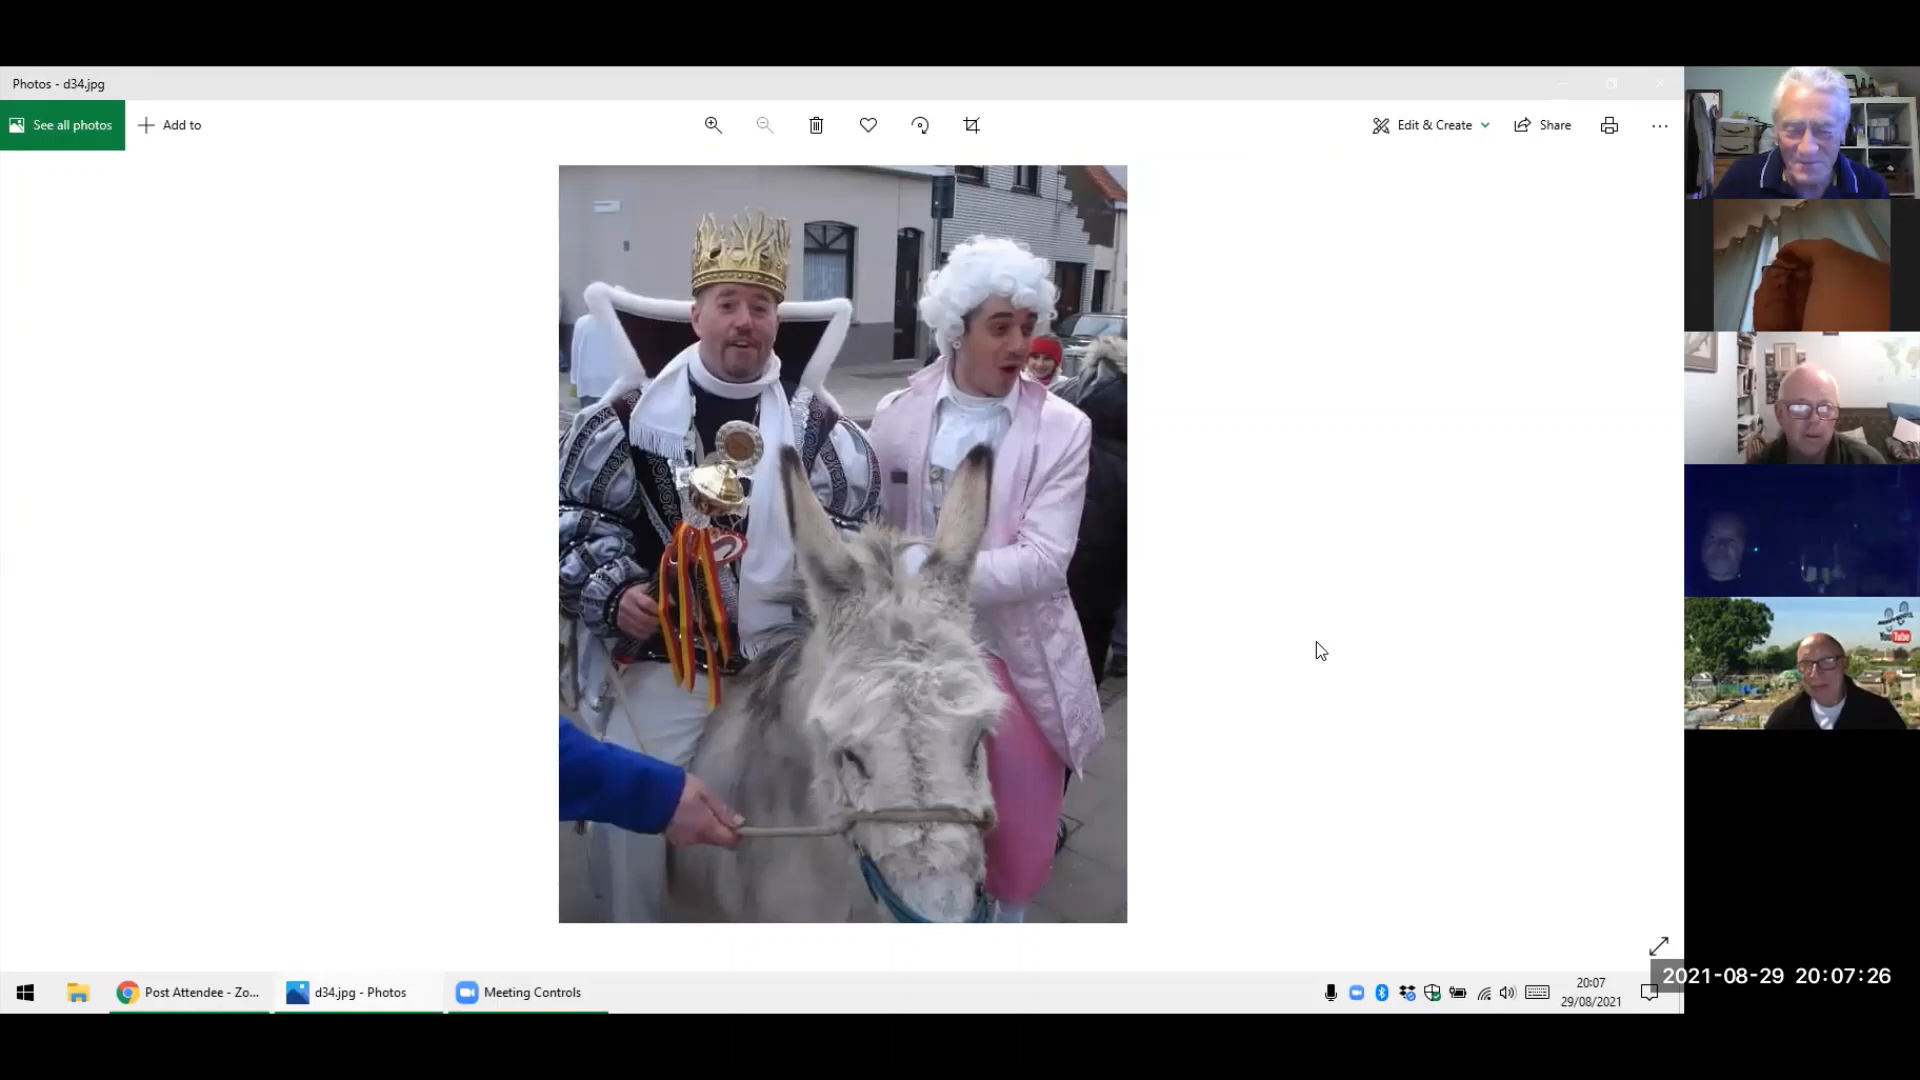 Photos - d34.jpg
See all photos
Add to
Edit & Create
Share
YouTube
2021-08-29 20:07:26
Post Attendee - Zo...
d34.jpg - Photos
Meeting Controls
20:07
29/08/2021